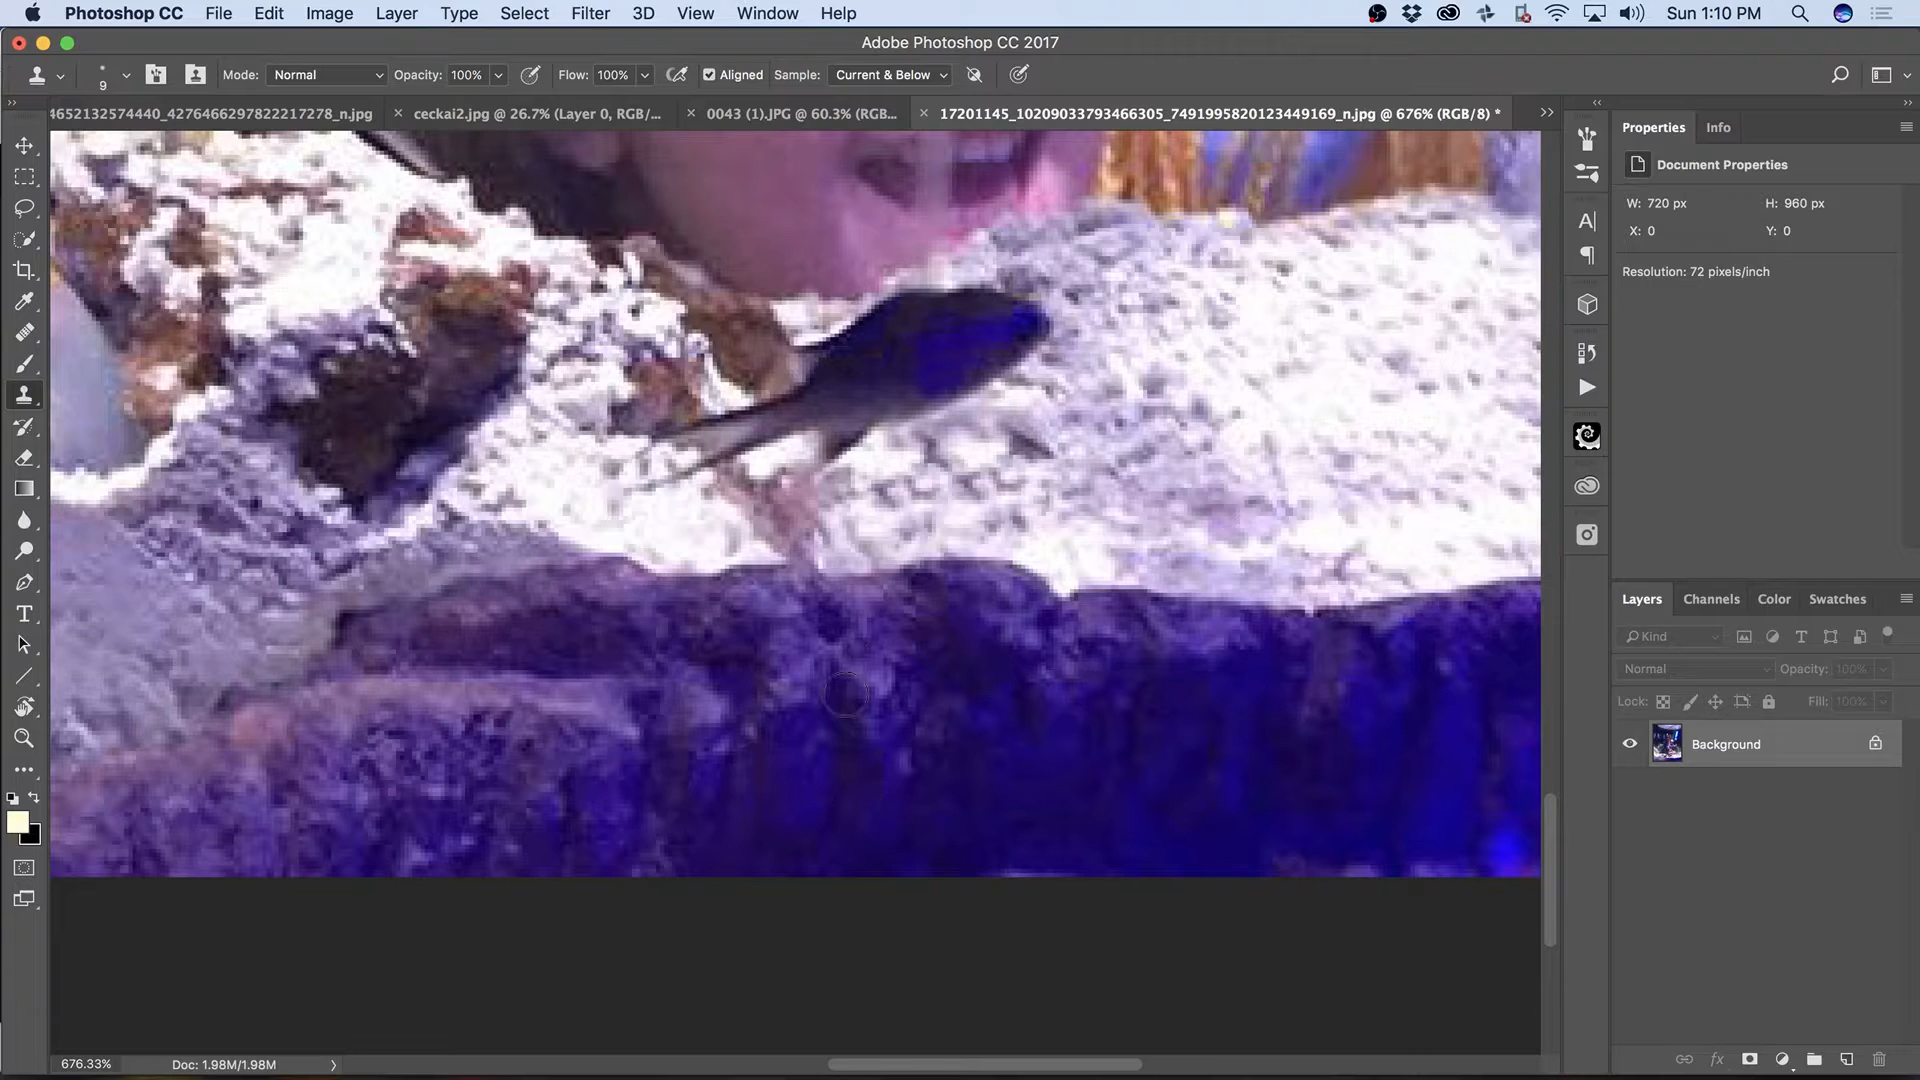 Photoshop CC File Edit Image Layer Type Select Filter 3D View Window Help Sun 1:10 PM
Adobe Photoshop CC 2017
9 Mode: Normal Opacity: 100% Flow: 100% Aligned Sample: Current & Below
4652132574440_4276466297822217278_n.jpg × ceckai2.jpg @ 26.7% (Layer 0, RGB/... × 0043 (1).JPG @ 60.3% (RGB... × 17201145_10209033793466305_7491995820123449169_n.jpg @ 676% (RGB/8) *
Properties Info
Document Properties
W: 720 px H: 960 px
X: 0 Y: 0
Resolution: 72 pixels/inch
Layers Channels Color Swatches
Kind
Normal Opacity: 100%
Lock: Fill: 100%
Background
fx
676.33% Doc: 1.98M/1.98M